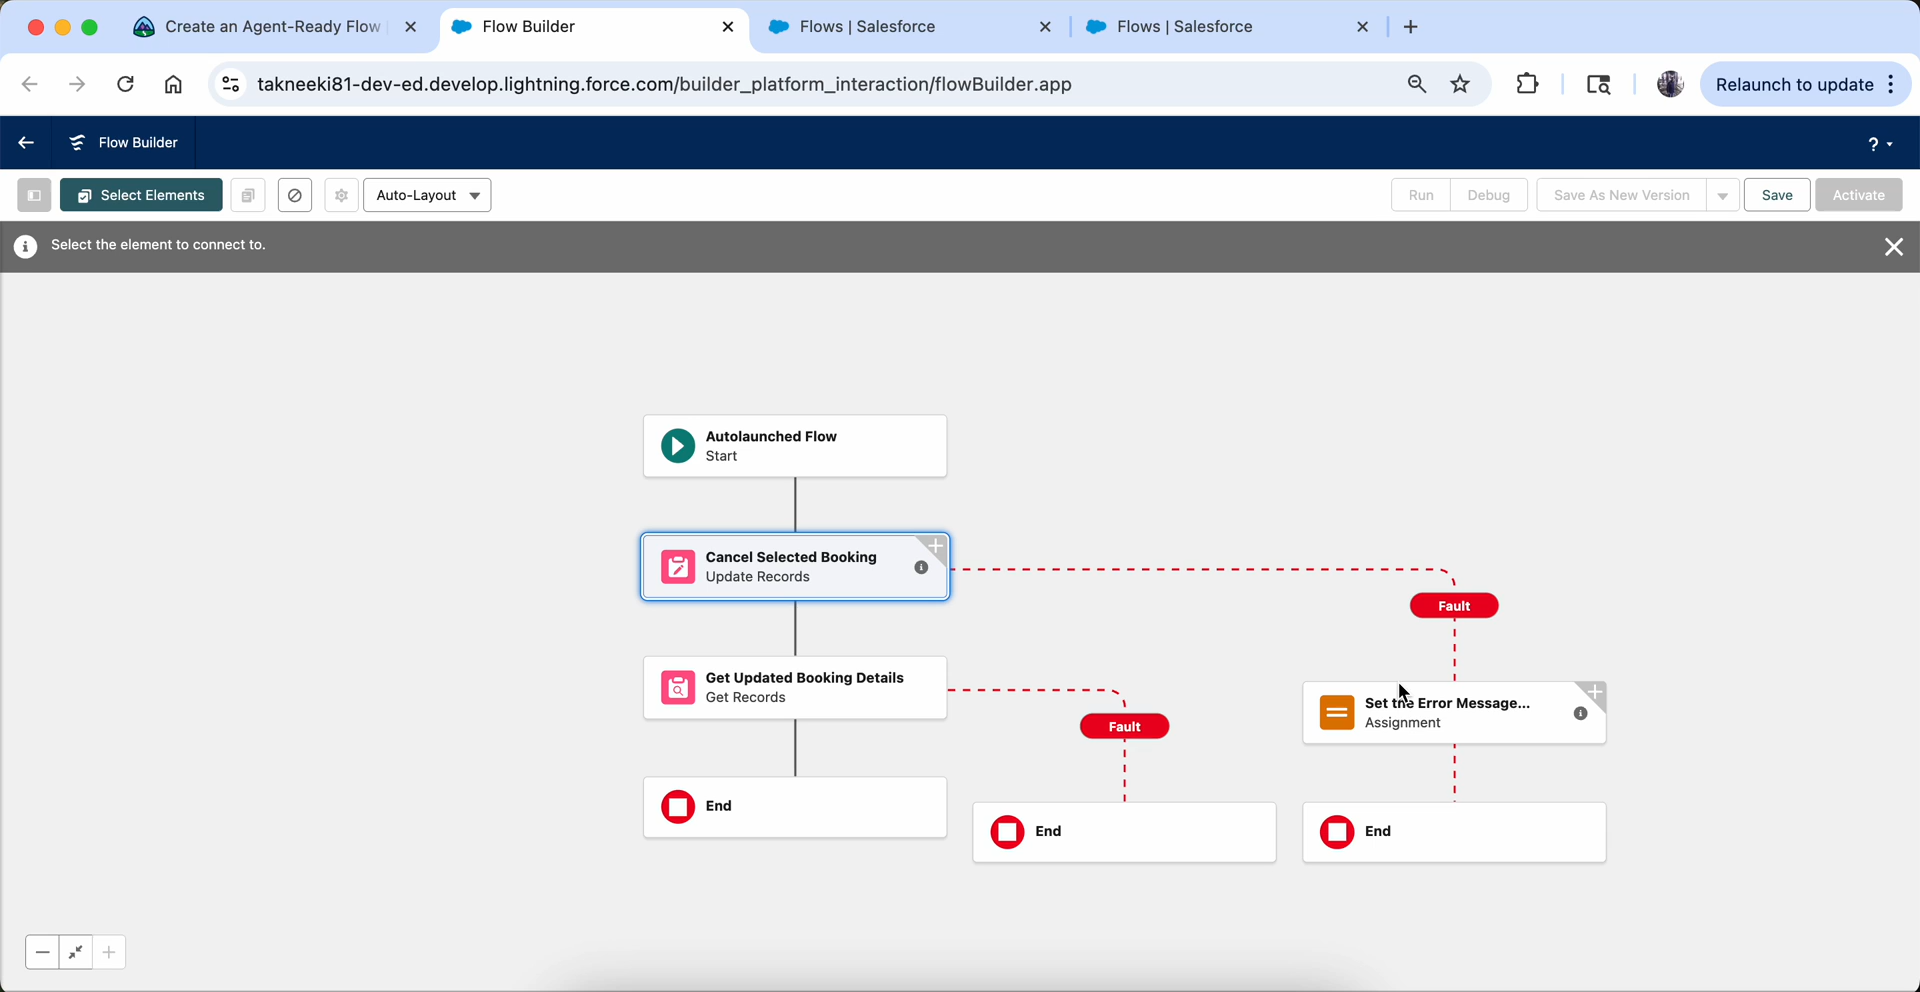 Create an Agent-Ready Flow
Flow Builder
Flows | Salesforce
Flows | Salesforce
takneeki81-dev-ed.develop.lightning.force.com/builder_platform_interaction/flowBuilder.app
Relaunch to update
Flow Builder
?
Select Elements
Auto-Layout
Run
Debug
Save As New Version
Save
Activate
Select the element to connect to.
Autolaunched Flow
Start
Cancel Selected Booking
Update Records
Fault
Get Updated Booking Details
Get Records
Set the Error Message...
Assignment
Fault
End
End
End